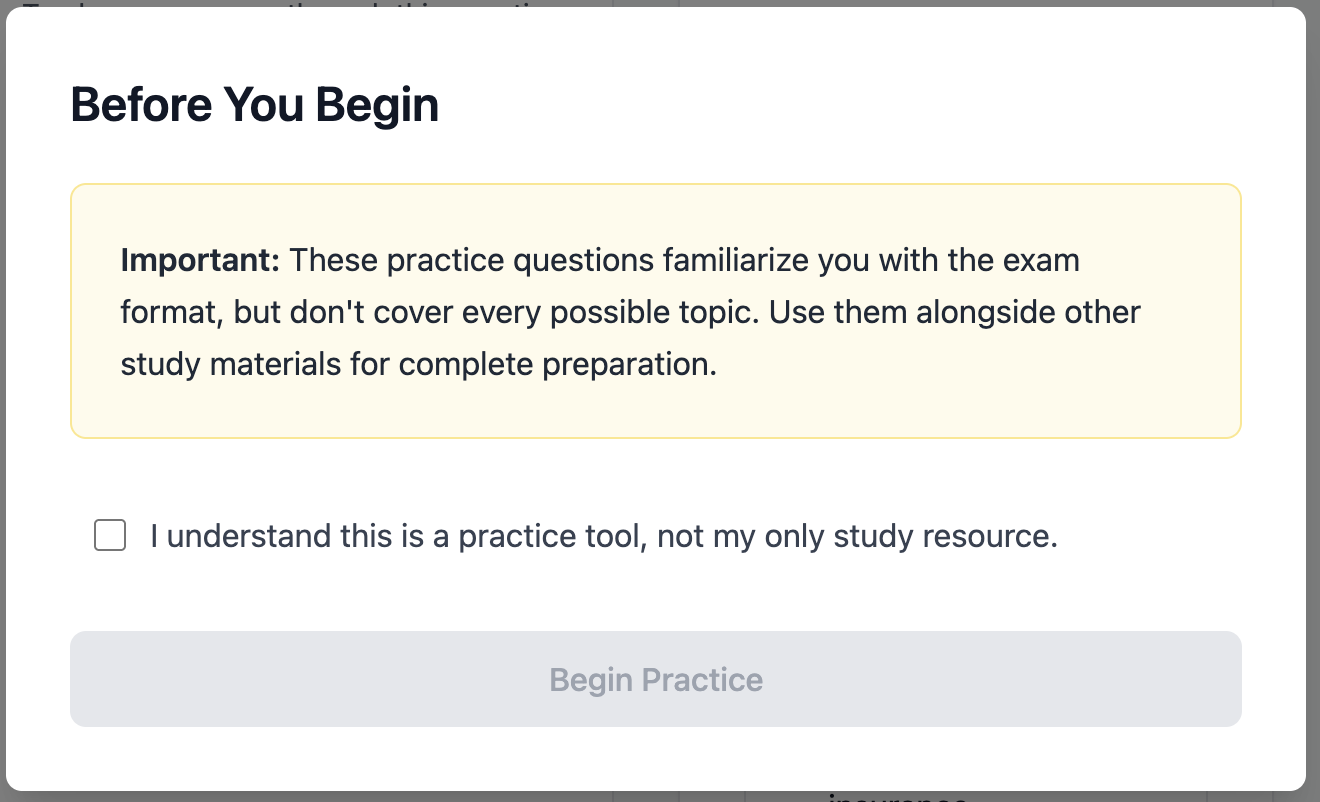 Before You Begin
Important: These practice questions familiarize you with the exam
format, but don't cover every possible topic. Use them alongside other
study materials for complete preparation.
I understand this is a practice tool, not my only study resource.
Begin Practice
insurance